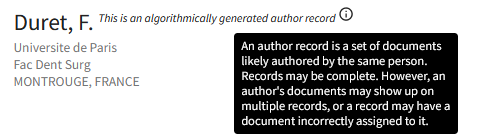 Duret, F. This is an algorithmically generated author record
Universite de Paris
Fac Dent Surg
MONTROUGE, FRANCE
An author record is a set of documents
likely authored by the same person.
Records may be complete. However, an
author's documents may show up on
multiple records, or a record may have a
document incorrectly assigned to it.